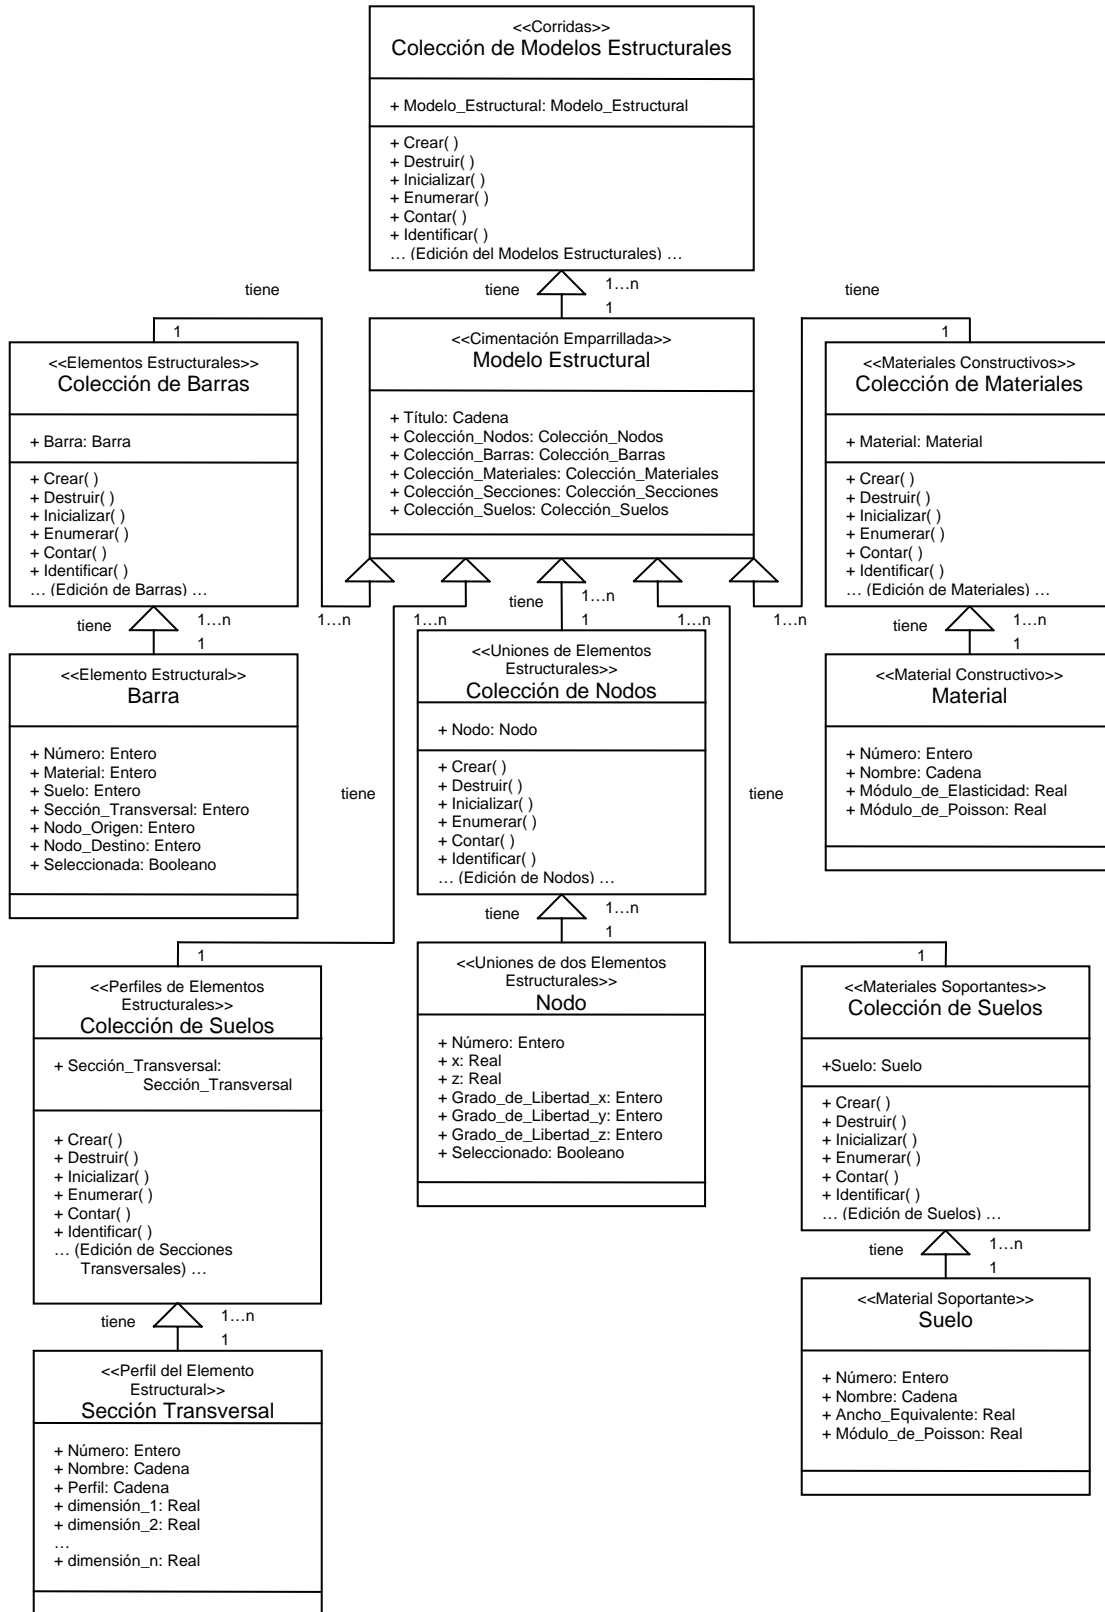 <<Corridas>>
Colección de Modelos Estructurales
+ Modelo_Estructural: Modelo_Estructural
+ Crear( )
+ Destruir( )
+ Inicializar( )
+ Enumerar( )
+ Contar( )
+ Identificar( )
… (Edición del Modelos Estructurales) …
tiene
tiene
1…n
tiene
1
1
1
<<Elementos Estructurales>>
Colección de Barras
+ Barra: Barra
+ Crear( )
+ Destruir( )
+ Inicializar( )
+ Enumerar( )
+ Contar( )
+ Identificar( )
… (Edición de Barras) …
<<Cimentación Emparrillada>>
Modelo Estructural
+ Título: Cadena
+ Colección_Nodos: Colección_Nodos
+ Colección_Barras: Colección_Barras
+ Colección_Materiales: Colección_Materiales
+ Colección_Secciones: Colección_Secciones
+ Colección_Suelos: Colección_Suelos
<<Materiales Constructivos>>
Colección de Materiales
+ Material: Material
+ Crear( )
+ Destruir( )
+ Inicializar( )
+ Enumerar( )
+ Contar( )
+ Identificar( )
… (Edición de Materiales) …
tiene
1…n
1
1…n
1…n
tiene
1…n
1
1…n
1…n
tiene
1…n
1
<<Elemento Estructural>>
Barra
+ Número: Entero
+ Material: Entero
+ Suelo: Entero
+ Sección_Transversal: Entero
+ Nodo_Origen: Entero
+ Nodo_Destino: Entero
+ Seleccionada: Booleano
<<Uniones de Elementos
Estructurales>>
Colección de Nodos
+ Nodo: Nodo
+ Crear( )
+ Destruir( )
+ Inicializar( )
+ Enumerar( )
+ Contar( )
+ Identificar( )
… (Edición de Nodos) …
<<Material Constructivo>>
Material
+ Número: Entero
+ Nombre: Cadena
+ Módulo_de_Elasticidad: Real
+ Módulo_de_Poisson: Real
tiene
tiene
tiene
1…n
1
1
1
<<Perfiles de Elementos
Estructurales>>
Colección de Suelos
+ Sección_Transversal:
Sección_Transversal
+ Crear( )
+ Destruir( )
+ Inicializar( )
+ Enumerar( )
+ Contar( )
+ Identificar( )
… (Edición de Secciones
Transversales) …
<<Uniones de dos Elementos
Estructurales>>
Nodo
+ Número: Entero
+ x: Real
+ z: Real
+ Grado_de_Libertad_x: Entero
+ Grado_de_Libertad_y: Entero
+ Grado_de_Libertad_z: Entero
+ Seleccionado: Booleano
<<Materiales Soportantes>>
Colección de Suelos
+Suelo: Suelo
+ Crear( )
+ Destruir( )
+ Inicializar( )
+ Enumerar( )
+ Contar( )
+ Identificar( )
… (Edición de Suelos) …
tiene
1…n
1
tiene
1…n
1
<<Perfil del Elemento
Estructural>>
Sección Transversal
+ Número: Entero
+ Nombre: Cadena
+ Perfil: Cadena
+ dimensión_1: Real
+ dimensión_2: Real
…
+ dimensión_n: Real
<<Material Soportante>>
Suelo
+ Número: Entero
+ Nombre: Cadena
+ Ancho_Equivalente: Real
+ Módulo_de_Poisson: Real